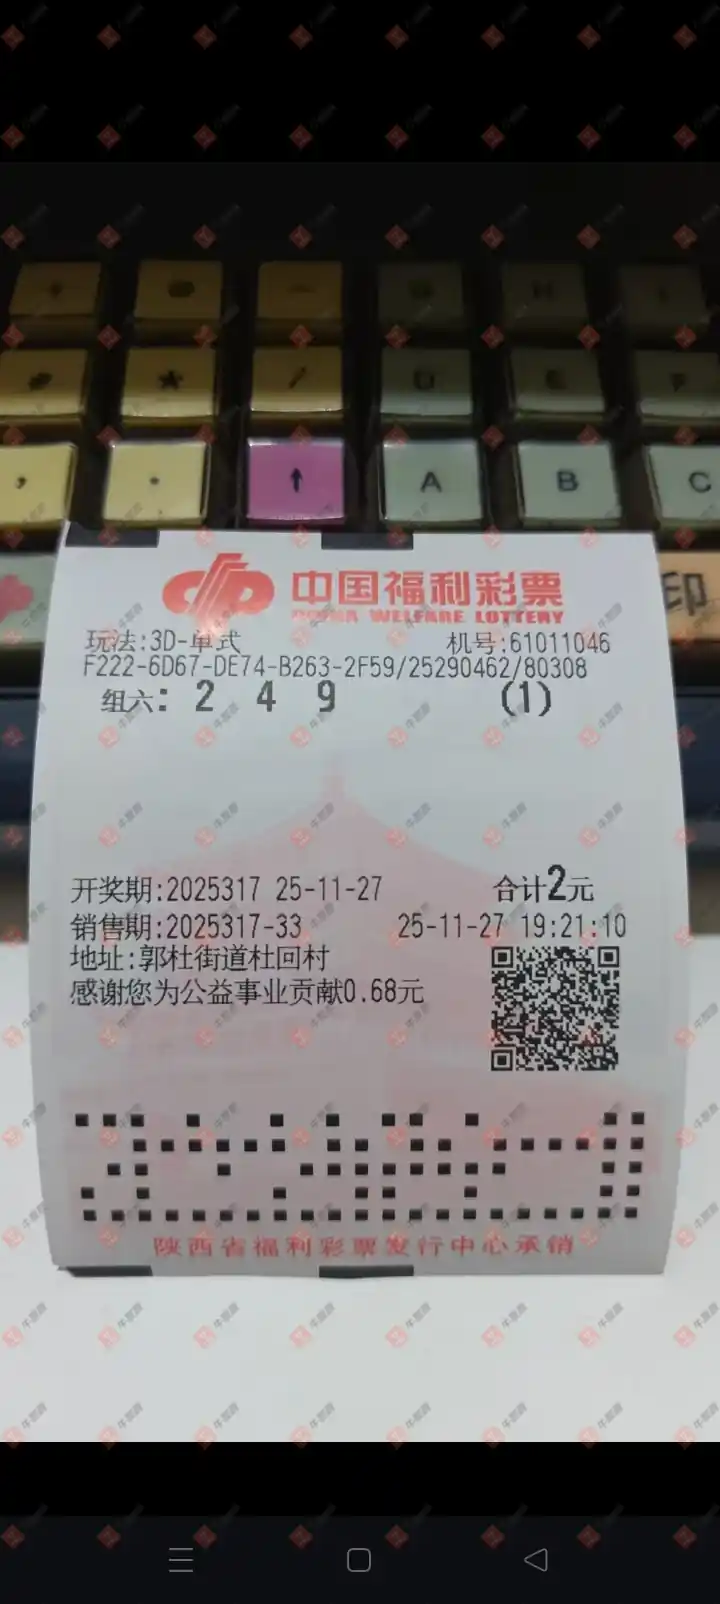 A
B
C
印
中国福利彩票
CHINA WELFARE LOTTERY
玩法:3D-单式 机号:61011046
F222-6D67-DE74-B263-2F59/25290462/80308
组六: 2 4 9 (1)
开奖期:2025317 25-11-27 合计2元
销售期:2025317-33 25-11-27 19:21:10
地址:郭杜街道杜回村
感谢您为公益事业贡献0.68元
陕西省福利彩票发行中心承销